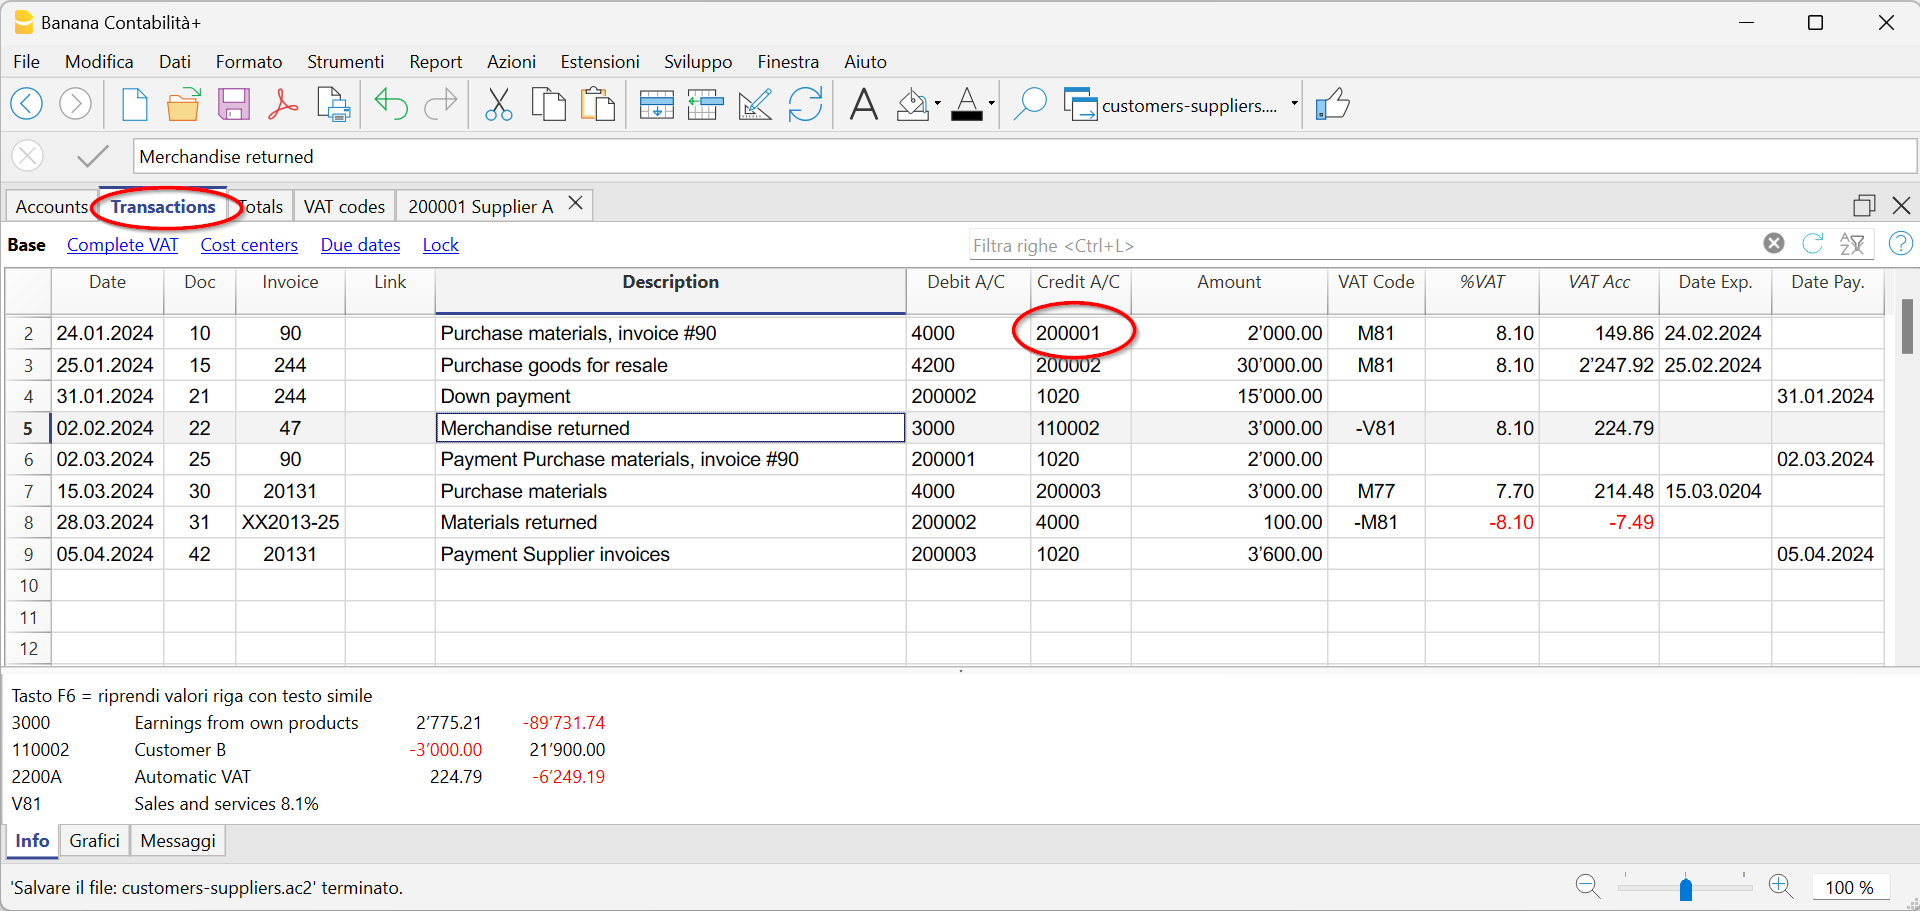 Banana Contabilità+
File Modifica Dati Formato Strumenti Report Azioni Estensioni Sviluppo Finestra Aiuto
customers-suppliers....
Merchandise returned
Accounts Transactions Totals VAT codes 200001 Supplier A
Base Complete VAT Cost centers Due dates Lock Filtra righe <Ctrl+L>
Date Doc Invoice Link Description Debit A/C Credit A/C Amount VAT Code %VAT VAT Acc Date Exp. Date Pay.
2 24.01.2024 10 90 Purchase materials, invoice #90 4000 200001 2’000.00 M81 8.10 149.86 24.02.2024
3 25.01.2024 15 244 Purchase goods for resale 4200 200002 30’000.00 M81 8.10 2’247.92 25.02.2024
4 31.01.2024 21 244 Down payment 200002 1020 15’000.00 31.01.2024
5 02.02.2024 22 47 Merchandise returned 3000 110002 3’000.00 -V81 8.10 224.79
6 02.03.2024 25 90 Payment Purchase materials, invoice #90 200001 1020 2’000.00 02.03.2024
7 15.03.2024 30 20131 Purchase materials 4000 200003 3’000.00 M77 7.70 214.48 15.03.0204
8 28.03.2024 31 XX2013-25 Materials returned 200002 4000 100.00 -M81 -8.10 -7.49
9 05.04.2024 42 20131 Payment Supplier invoices 200003 1020 3’600.00 05.04.2024
10
11
12
Tasto F6 = riprendi valori riga con testo simile
3000 Earnings from own products 2’775.21 -89’731.74
110002 Customer B -3’000.00 21’900.00
2200A Automatic VAT 224.79 -6’249.19
V81 Sales and services 8.1%
Info Grafici Messaggi
'Salvare il file: customers-suppliers.ac2' terminato. 100 %